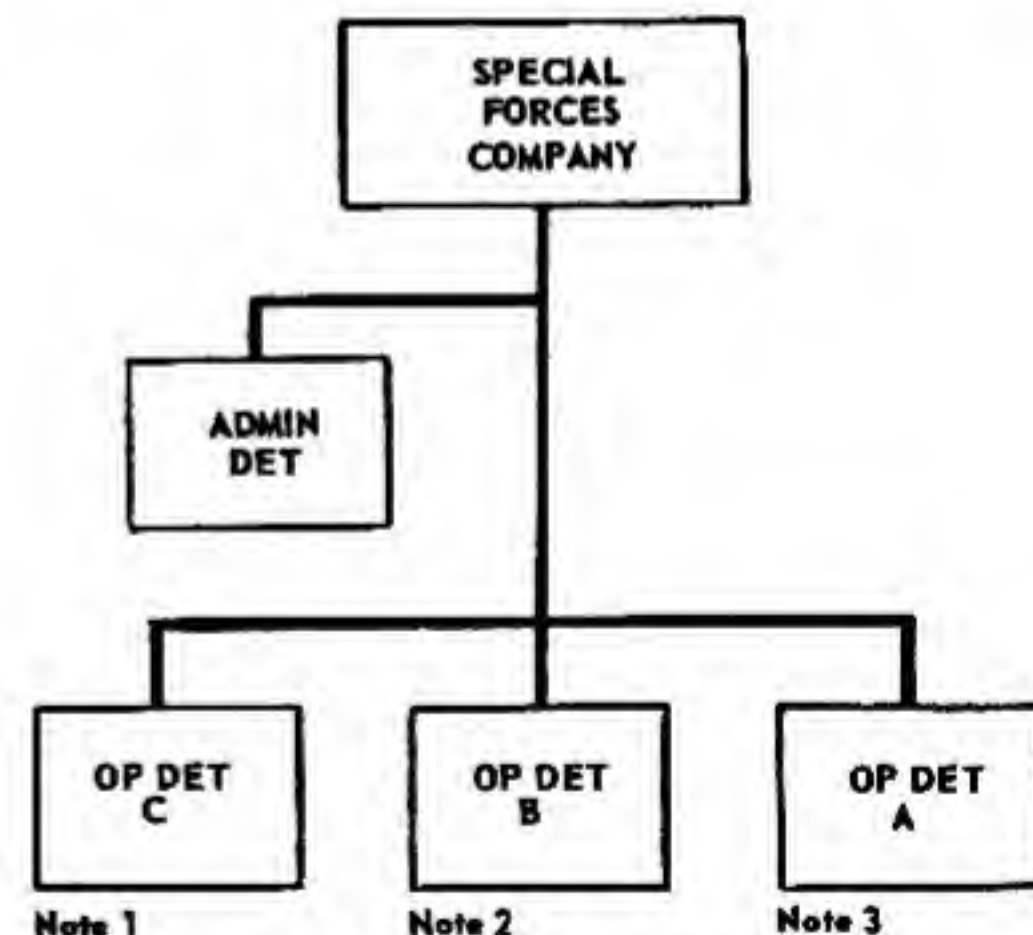 SPECIAL
FORCES
COMPANY
ADMIN
DET
OP DET
C
OP DET
B
OP DET
A
Note 1
Note 2
Note 3